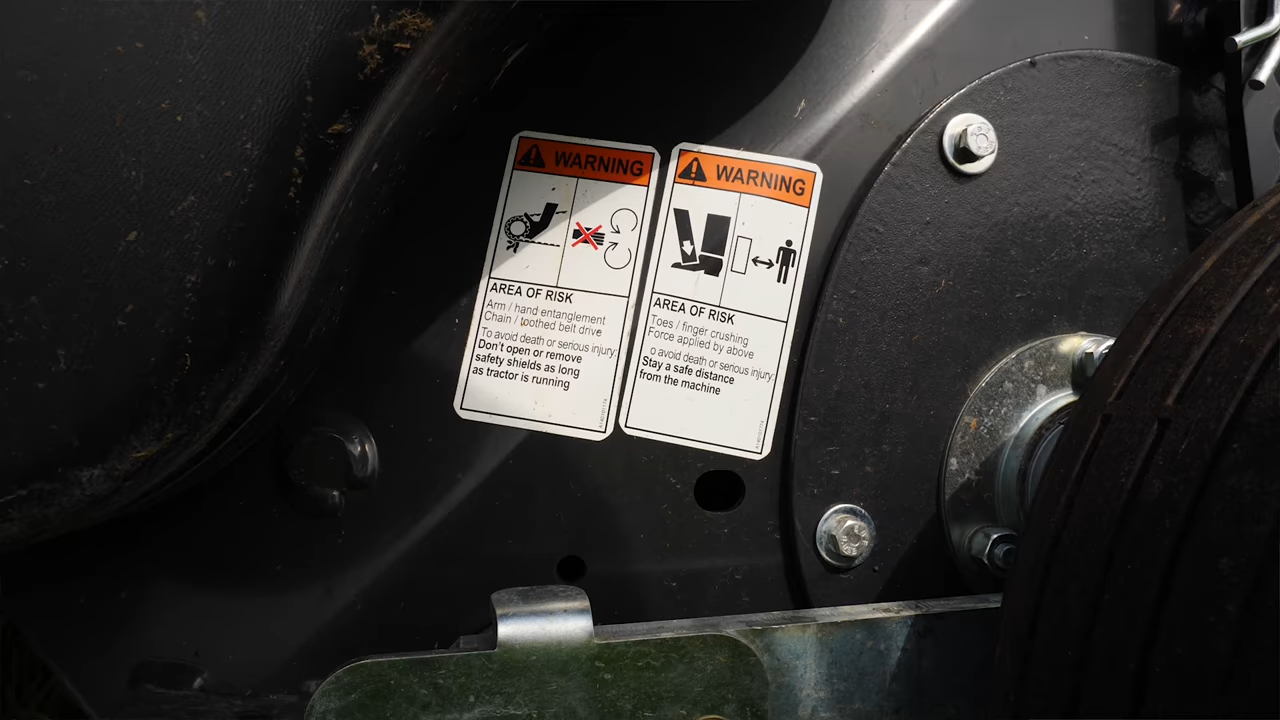 WARNING
AREA OF RISK
Arm / hand entanglement
Chain / toothed belt drive
To avoid death or serious injury:
Don't open or remove
safety shields as long
as tractor is running
WARNING
AREA OF RISK
Toes / finger crushing
Force applied by above
o avoid death or serious injury:
Stay a safe distance
from the machine